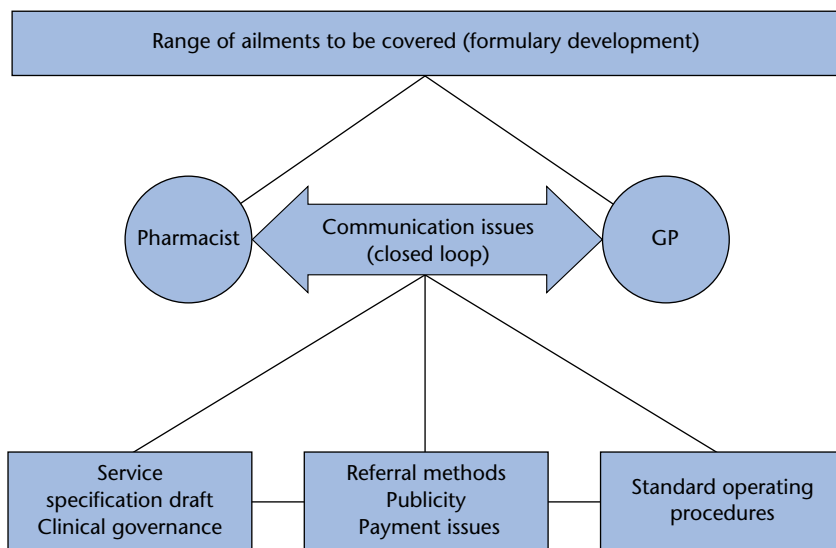 Range of ailments to be covered (formulary development)
Pharmacist
Communication issues
(closed loop)
GP
Service
specification draft
Clinical governance
Referral methods
Publicity
Payment issues
Standard operating
procedures